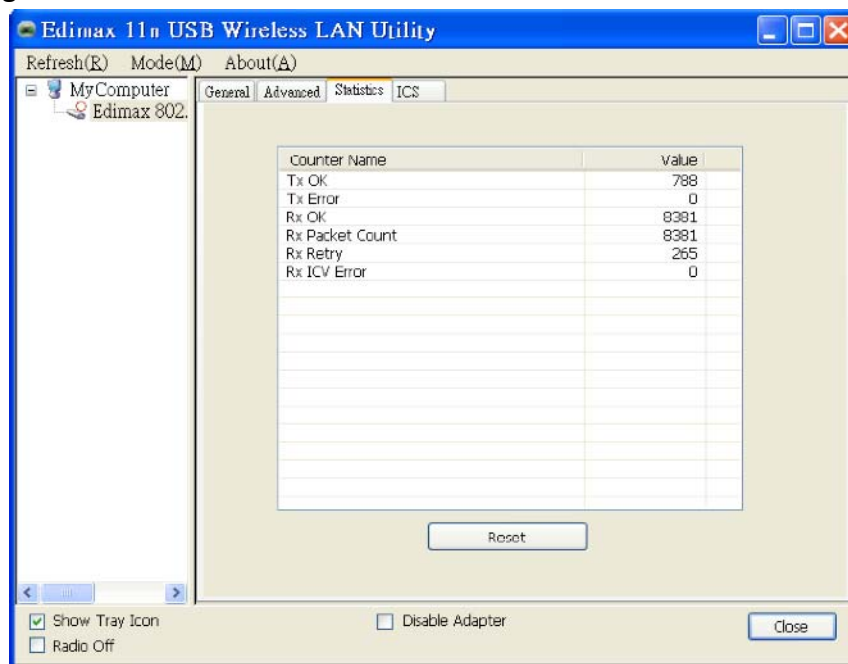 Edimax 11n USB Wireless LAN Utility
Refresh(R) Mode(M) About(A)
MyComputer
Edimax 802.
General Advanced Statistics ICS
Counter Name Value
Tx OK 788
Tx Error 0
Rx OK 8381
Rx Packet Count 8381
Rx Retry 265
Rx ICV Error 0
Reset
Show Tray Icon
Disable Adapter
Radio Off
Close